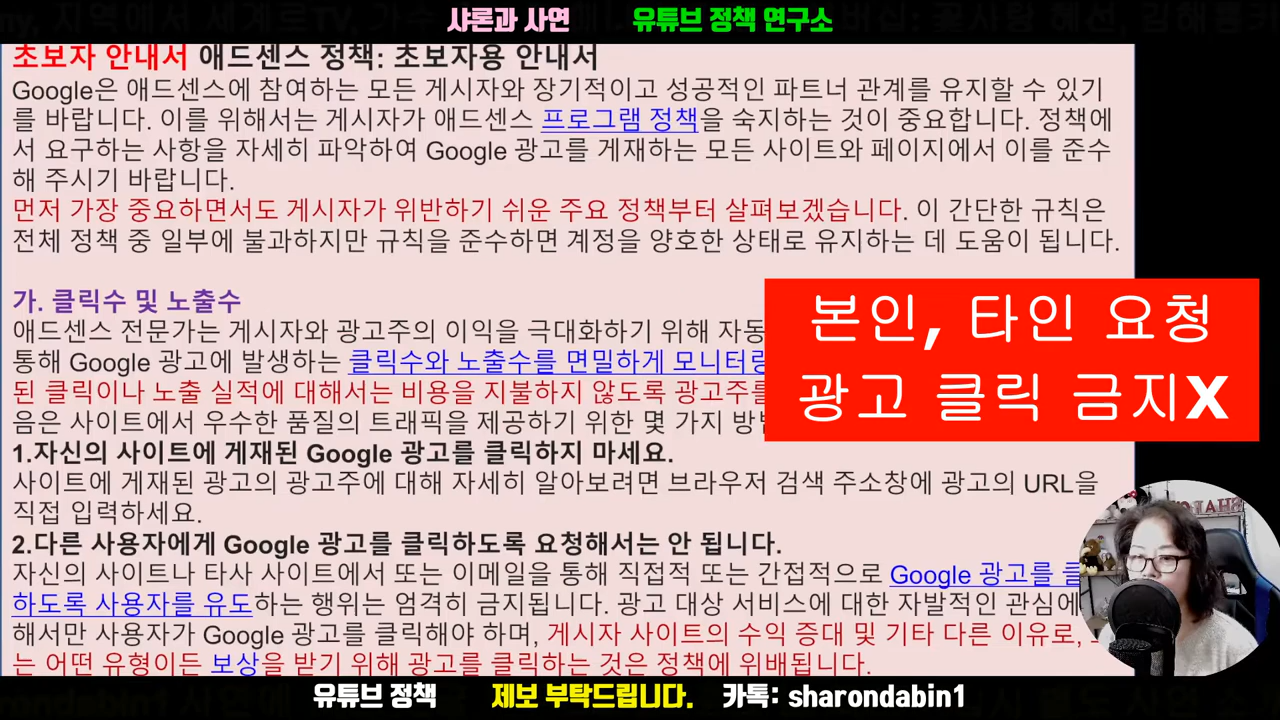 샤론과 사연 유튜브 정책 연구소
초보자 안내서 애드센스 정책: 초보자용 안내서
Google은 애드센스에 참여하는 모든 게시자와 장기적이고 성공적인 파트너 관계를 유지할 수 있기
를 바랍니다. 이를 위해서는 게시자가 애드센스 프로그램 정책을 숙지하는 것이 중요합니다. 정책에
서 요구하는 사항을 자세히 파악하여 Google 광고를 게재하는 모든 사이트와 페이지에서 이를 준수
해 주시기 바랍니다.
먼저 가장 중요하면서도 게시자가 위반하기 쉬운 주요 정책부터 살펴보겠습니다. 이 간단한 규칙은
전체 정책 중 일부에 불과하지만 규칙을 준수하면 계정을 양호한 상태로 유지하는 데 도움이 됩니다.
가. 클릭수 및 노출수
애드센스 전문가는 게시자와 광고주의 이익을 극대화하기 위해 자동
통해 Google 광고에 발생하는 클릭수와 노출수를 면밀하게 모니터링
된 클릭이나 노출 실적에 대해서는 비용을 지불하지 않도록 광고주를
음은 사이트에서 우수한 품질의 트래픽을 제공하기 위한 몇 가지 방법
본인, 타인 요청
광고 클릭 금지X
1.자신의 사이트에 게재된 Google 광고를 클릭하지 마세요.
사이트에 게재된 광고의 광고주에 대해 자세히 알아보려면 브라우저 검색 주소창에 광고의 URL을
직접 입력하세요.
2.다른 사용자에게 Google 광고를 클릭하도록 요청해서는 안 됩니다.
자신의 사이트나 타사 사이트에서 또는 이메일을 통해 직접적 또는 간접적으로 Google 광고를 클
하도록 사용자를 유도하는 행위는 엄격히 금지됩니다. 광고 대상 서비스에 대한 자발적인 관심에
해서만 사용자가 Google 광고를 클릭해야 하며, 게시자 사이트의 수익 증대 및 기타 다른 이유로,
는 어떤 유형이든 보상을 받기 위해 광고를 클릭하는 것은 정책에 위배됩니다.
유튜브 정책 제보 부탁드립니다. 카톡: sharondabin1